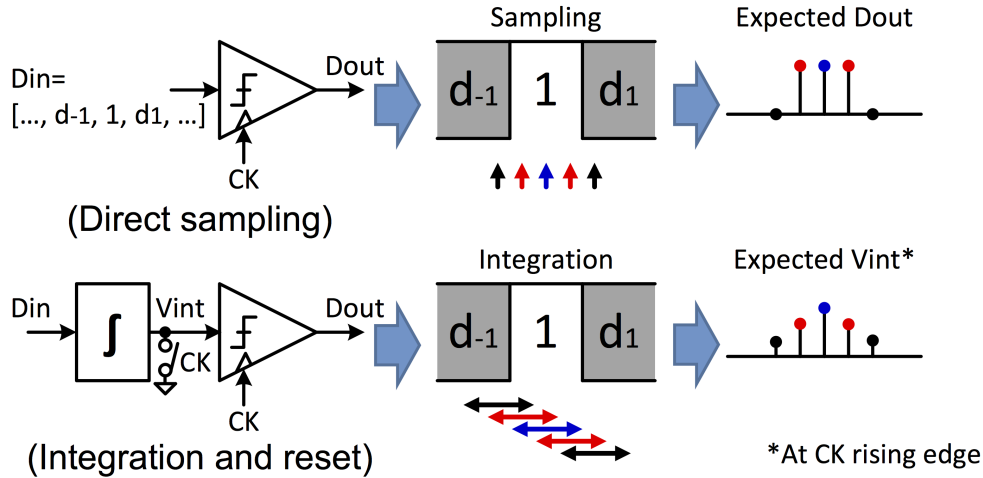 Sampling
Expected Dout
Din=
[..., d-1, 1, d1, ...]
Dout
d-1 1 d1
CK
(Direct sampling)
Integration
Expected Vint*
Din
∫
Vint
CK
Dout
d-1 1 d1
CK
(Integration and reset)
*At CK rising edge